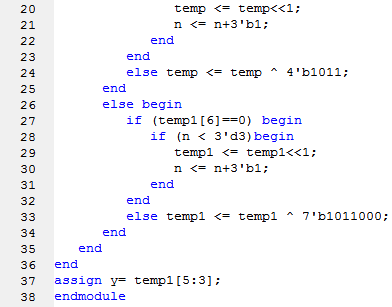 20 temp <= temp<<1;
21 n <= n+3'b1;
22 end
23 end
24 else temp <= temp ^ 4'b1011;
25 end
26 else begin
27 if (temp1[6]==0) begin
28 if (n < 3'd3)begin
29 temp1 <= temp1<<1;
30 n <= n+3'b1;
31 end
32 end
33 else temp1 <= temp1 ^ 7'b1011000;
34 end
35 end
36 end
37 assign y= temp1[5:3];
38 endmodule